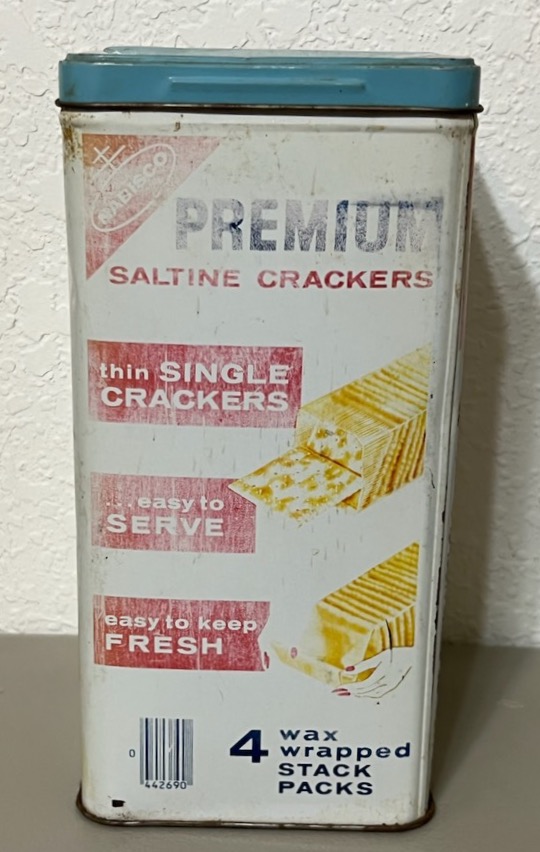 NABISCO
PREMIUM
SALTINE CRACKERS
thin SINGLE
CRACKERS
...easy to
SERVE
easy to keep
FRESH
0
442690
4 wax
wrapped
STACK
PACKS